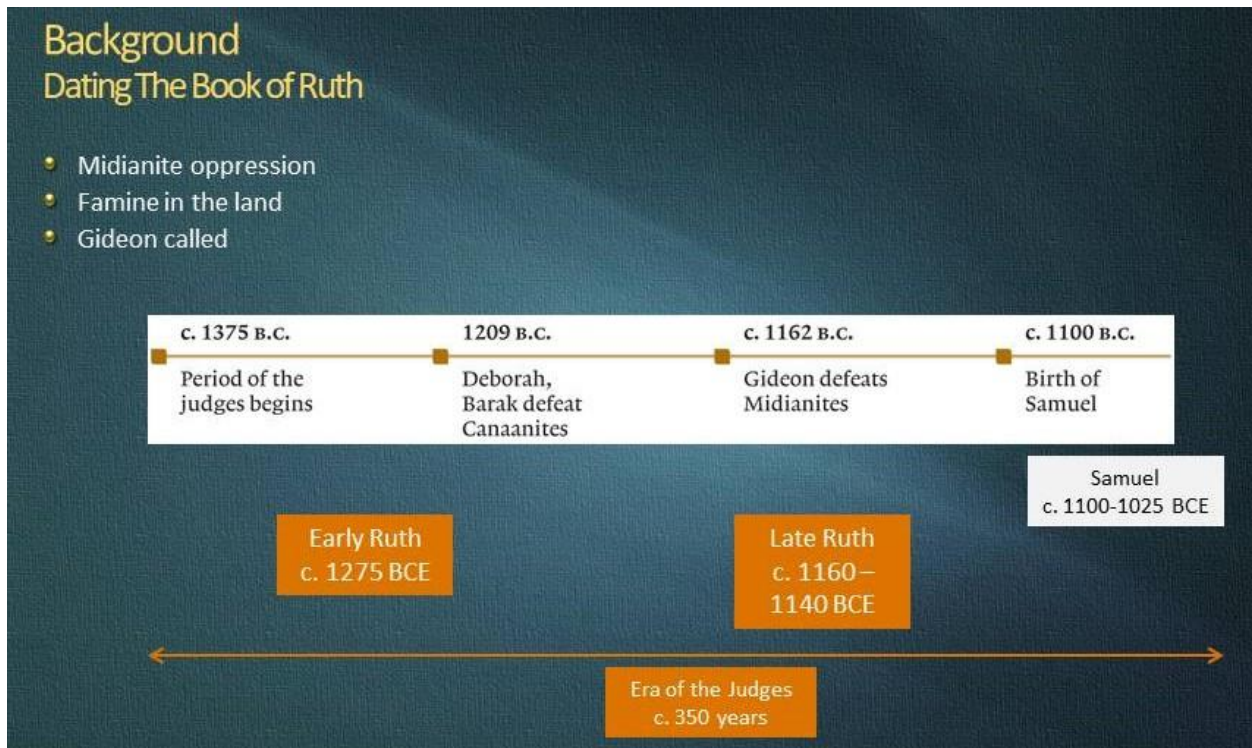 Background
Dating The Book of Ruth
Midianite oppression
Famine in the land
Gideon called
c. 1375 B.C.
Period of the
judges begins
1209 B.C.
Deborah,
Barak defeat
Canaanites
c. 1162 B.C.
Gideon defeats
Midianites
c. 1100 B.C.
Birth of
Samuel
Samuel
c. 1100-1025 BCE
Early Ruth
c. 1275 BCE
Late Ruth
c. 1160 –
1140 BCE
Era of the Judges
c. 350 years